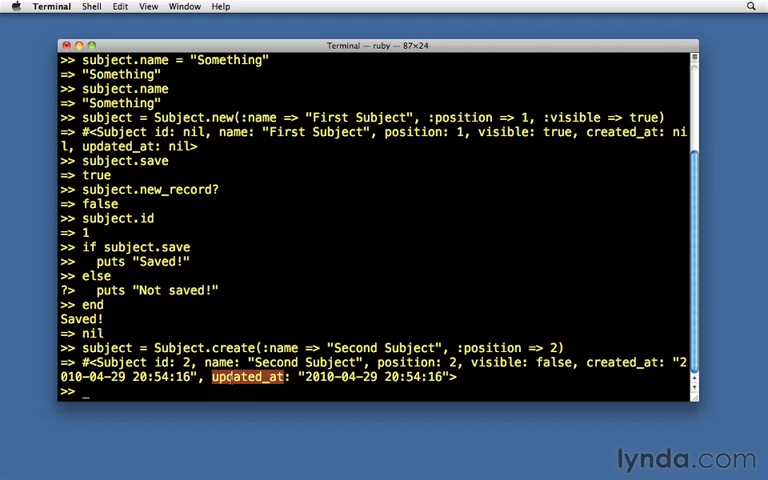 Terminal Shell Edit View Window Help
Terminal — ruby — 87×24
>> subject.name = "Something"
=> "Something"
>> subject.name
=> "Something"
>> subject = Subject.new(:name => "First Subject", :position => 1, :visible => true)
=> #<Subject id: nil, name: "First Subject", position: 1, visible: true, created_at: ni
l, updated_at: nil>
>> subject.save
=> true
>> subject.new_record?
=> false
>> subject.id
=> 1
>> if subject.save
>>   puts "Saved!"
>> else
?>   puts "Not saved!"
>> end
Saved!
=> nil
>> subject = Subject.create(:name => "Second Subject", :position => 2)
=> #<Subject id: 2, name: "Second Subject", position: 2, visible: false, created_at: "2
010-04-29 20:54:16", updated_at: "2010-04-29 20:54:16">
>> _
lynda.com